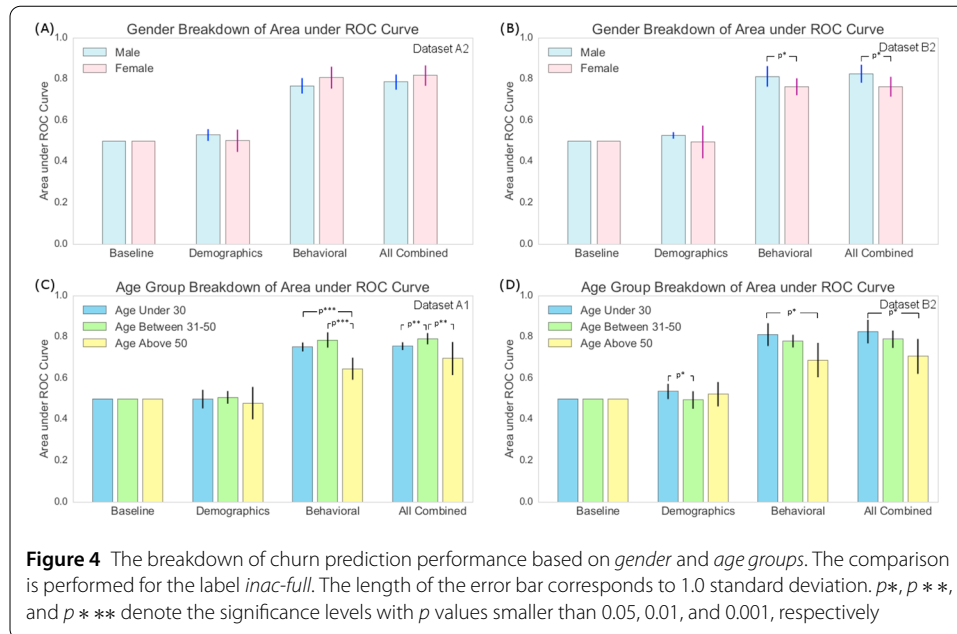 (A)
Gender Breakdown of Area under ROC Curve
Dataset A2
Male
Female
Area under ROC Curve
1.0
0.8
0.6
0.4
0.2
0.0
Baseline
Demographics
Behavioral
All Combined
(B)
Gender Breakdown of Area under ROC Curve
Dataset B2
Male
Female
p*
p*
Area under ROC Curve
1.0
0.8
0.6
0.4
0.2
0.0
Baseline
Demographics
Behavioral
All Combined
(C)
Age Group Breakdown of Area under ROC Curve
Dataset A1
Age Under 30
Age Between 31-50
Age Above 50
p***
p***
p**
p**
Area under ROC Curve
1.0
0.8
0.6
0.4
0.2
0.0
Baseline
Demographics
Behavioral
All Combined
(D)
Age Group Breakdown of Area under ROC Curve
Dataset B2
Age Under 30
Age Between 31-50
Age Above 50
p*
p*
p*
Area under ROC Curve
1.0
0.8
0.6
0.4
0.2
0.0
Baseline
Demographics
Behavioral
All Combined
Figure 4 The breakdown of churn prediction performance based on gender and age groups. The comparison
is performed for the label inac-full. The length of the error bar corresponds to 1.0 standard deviation. p*, p * *,
and p * ** denote the significance levels with p values smaller than 0.05, 0.01, and 0.001, respectively